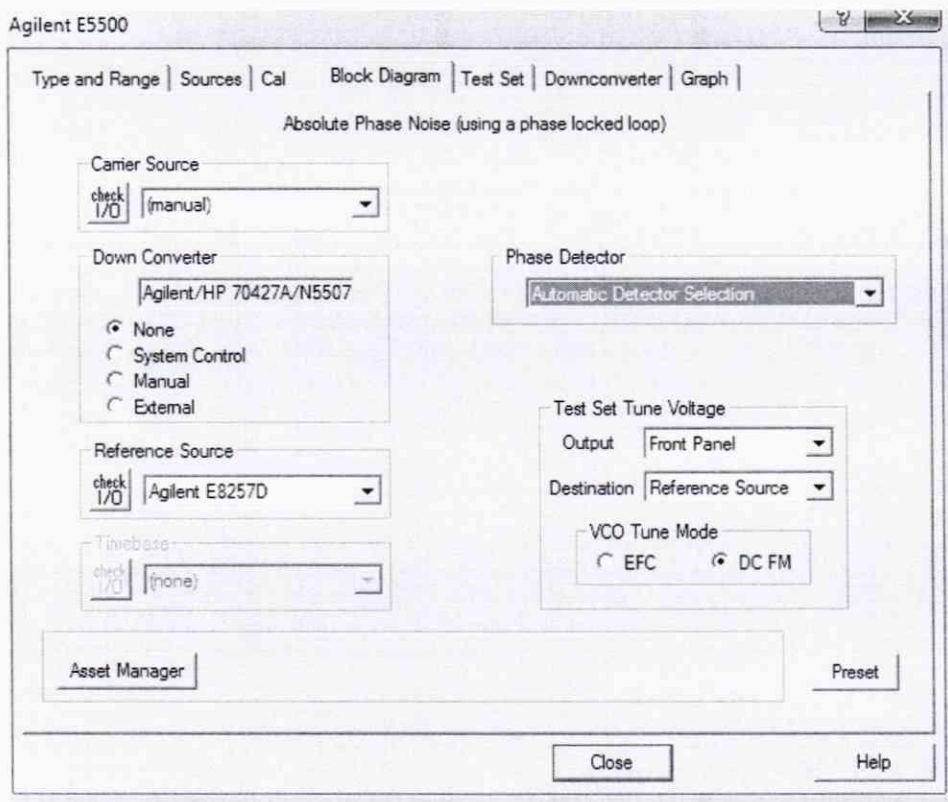 Agilent E5500
Type and Range Sources Cal Block Diagram Test Set Downconverter Graph
Absolute Phase Noise (using a phase locked loop)
Carrier Source
check I/O
(manual)
Down Converter
Agilent/HP 70427A/N5507
None
System Control
Manual
External
Phase Detector
Automatic Detector Selection
Reference Source
check I/O
Agilent E8257D
Timebase
check I/O
(none)
Test Set Tune Voltage
Output Front Panel
Destination Reference Source
VCO Tune Mode
EFC DC FM
Asset Manager
Preset
Close
Help